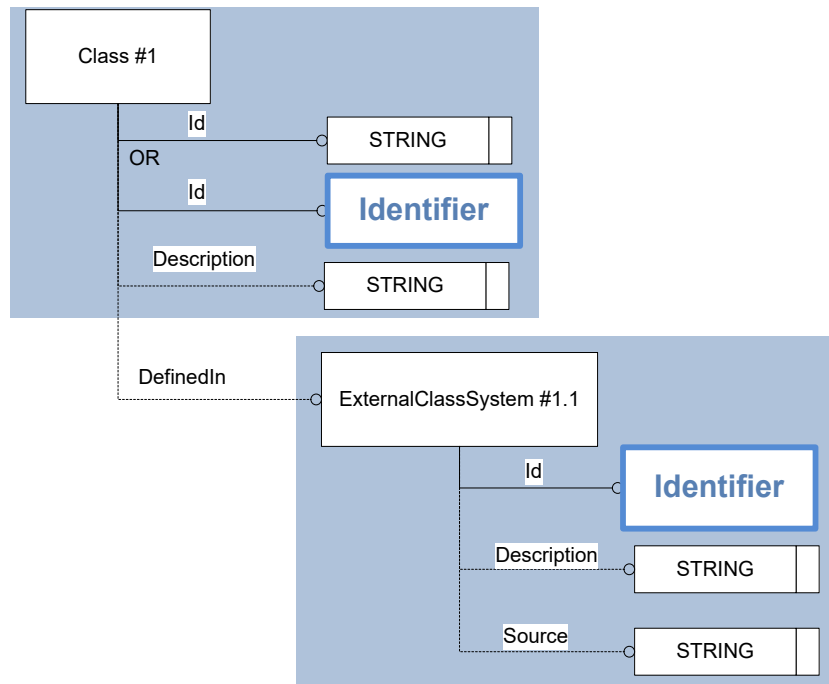 Class #1
Id
STRING
OR
Id
Identifier
Description
STRING
DefinedIn
ExternalClassSystem #1.1
Id
Identifier
Description
STRING
Source
STRING